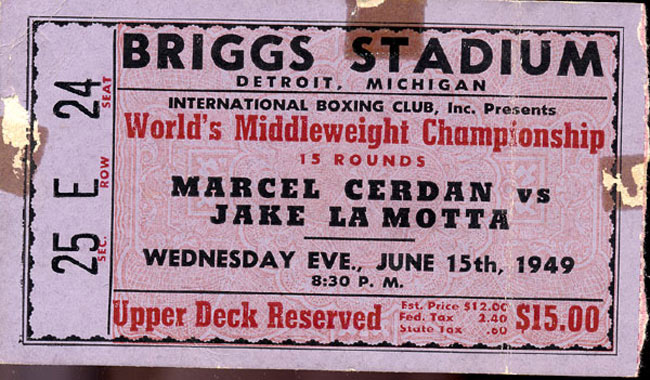 BRIGGS STADIUM
DETROIT, MICHIGAN
INTERNATIONAL BOXING CLUB, Inc. Presents
World's Middleweight Championship
15 ROUNDS
MARCEL CERDAN vs
JAKE LA MOTTA
WEDNESDAY EVE., JUNE 15th, 1949
8:30 P. M.
Upper Deck Reserved
Est. Price $12.00
Fed. Tax 2.40
State Tax .60
$15.00
25 E 24
SEC. ROW SEAT